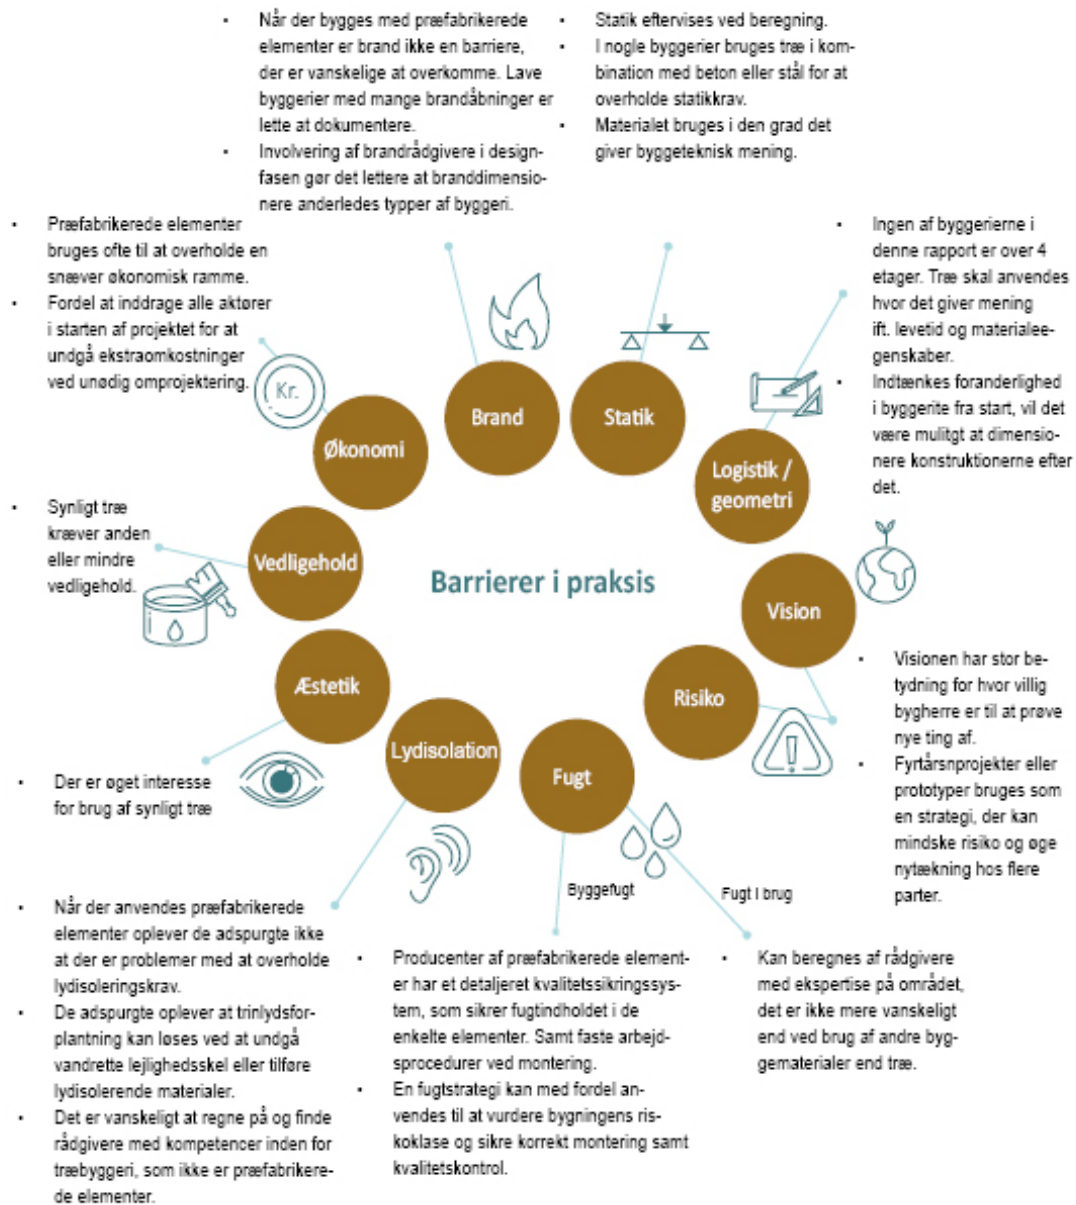 • Når der bygges med præfabrikerede
elementer er brand ikke en barriere,
der er vanskelige at overkomme. Lave
byggerier med mange brandåbninger er
lette at dokumentere.
• Involvering af brandrådgivere i design-
fasen gør det lettere at branddimensio-
nere anderledes typper af byggeri.
• Statik eftervises ved beregning.
• I nogle byggerier bruges træ i kom-
bination med beton eller stål for at
overholde statikkrav.
• Materialet bruges i den grad det
giver byggeteknisk mening.
• Præfabrikerede elementer
bruges ofte til at overholde en
snæver økonomisk ramme.
• Fordel at inddrage alle aktører
i starten af projektet for at
undgå ekstraomkostninger
ved unødig omprojektering.
• Ingen af byggerierne i
denne rapport er over 4
etager. Træ skal anvendes
hvor det giver mening
ift. levetid og materialee-
genskaber.
• Indtænkes foranderlighed
i byggerite fra start, vil det
være mulitgt at dimensio-
nere konstruktionerne efter
det.
Kr.
Brand
Statik
Økonomi
Logistik /
geometri
• Synligt træ
kræver anden
eller mindre
vedligehold.
Vedligehold
Barrierer i praksis
Vision
Æstetik
Risiko
Lydisolation
Fugt
• Visionen har stor be-
tydning for hvor villig
bygherre er til at prøve
nye ting af.
• Fyrtårsnprojekter eller
prototyper bruges som
en strategi, der kan
mindske risiko og øge
nytækning hos flere
parter.
• Der er øget interesse
for brug af synligt træ
Byggefugt
Fugt I brug
• Når der anvendes præfabrikerede
elementer oplever de adspurgte ikke
at der er problemer med at overholde
lydisoleringskrav.
• De adspurgte oplever at trinlydsfor-
plantning kan løses ved at undgå
vandrette lejlighedsskel eller tilføre
lydisolerende materialer.
• Det er vanskeligt at regne på og finde
rådgivere med kompetencer inden for
træbyggeri, som ikke er præfabrikere-
de elementer.
• Producenter af præfabrikerede element-
er har et detaljeret kvalitetssikringssys-
tem, som sikrer fugtindholdet i de
enkelte elementer. Samt faste arbejd-
sprocedurer ved montering.
• En fugtstrategi kan med fordel an-
vendes til at vurdere bygningens ris-
koklase og sikre korrekt montering samt
kvalitetskontrol.
• Kan beregnes af rådgivere
med ekspertise på området,
det er ikke mere vanskeligt
end ved brug af andre byg-
gematerialer end træ.